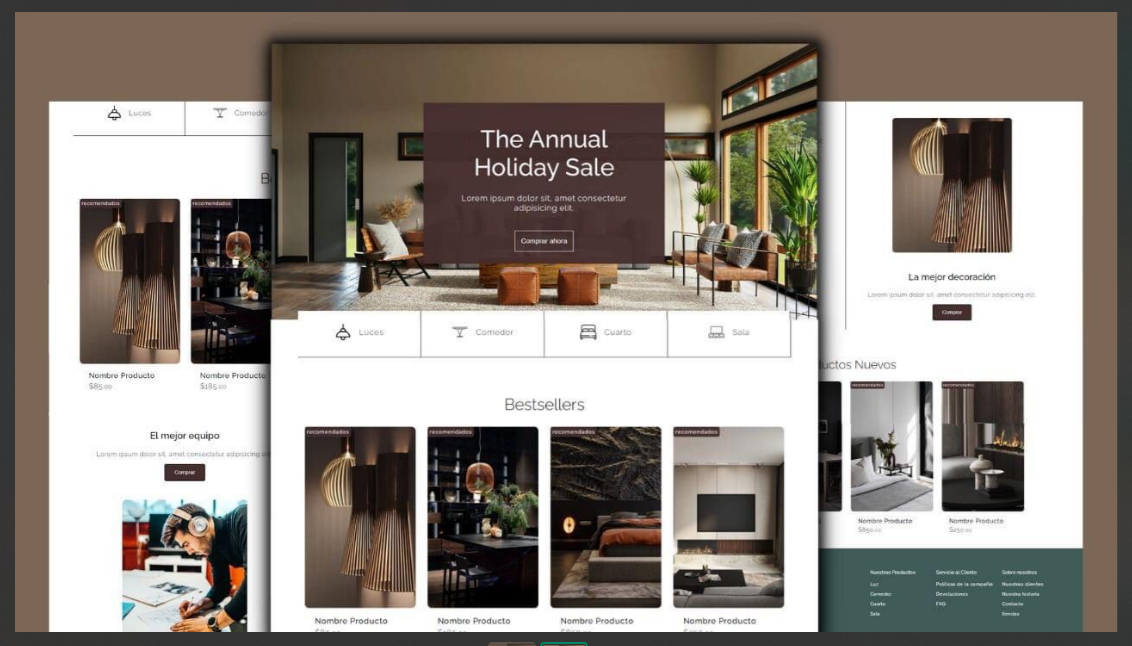 Luces
Comedor
recomendados
recomendados
Nombre Producto
$85.00
Nombre Producto
$185.00
El mejor equipo
Lorem ipsum dolor sit, amet consectetur adipisicing
Comprar
The Annual
Holiday Sale
Lorem ipsum dolor sit, amet consectetur
adipisicing elit.
Comprar ahora
Luces
Comedor
Cuarto
Sala
Bestsellers
recomendados
recomendados
recomendados
recomendados
Nombre Producto
Nombre Producto
Nombre Producto
Nombre Producto
La mejor decoración
Lorem ipsum dolor sit, amet consectetur adipisicing elit.
Comprar
uctos Nuevos
recomendados
recomendados
Nombre Producto
$850.00
Nombre Producto
$250.00
Nuestros Productos
Luz
Comedor
Cuarto
Sala
Servicio al Cliente
Políticas de la compañía
Devoluciones
FAQ
Sobre nosotros
Nuestros clientes
Nuestra historia
Contacto